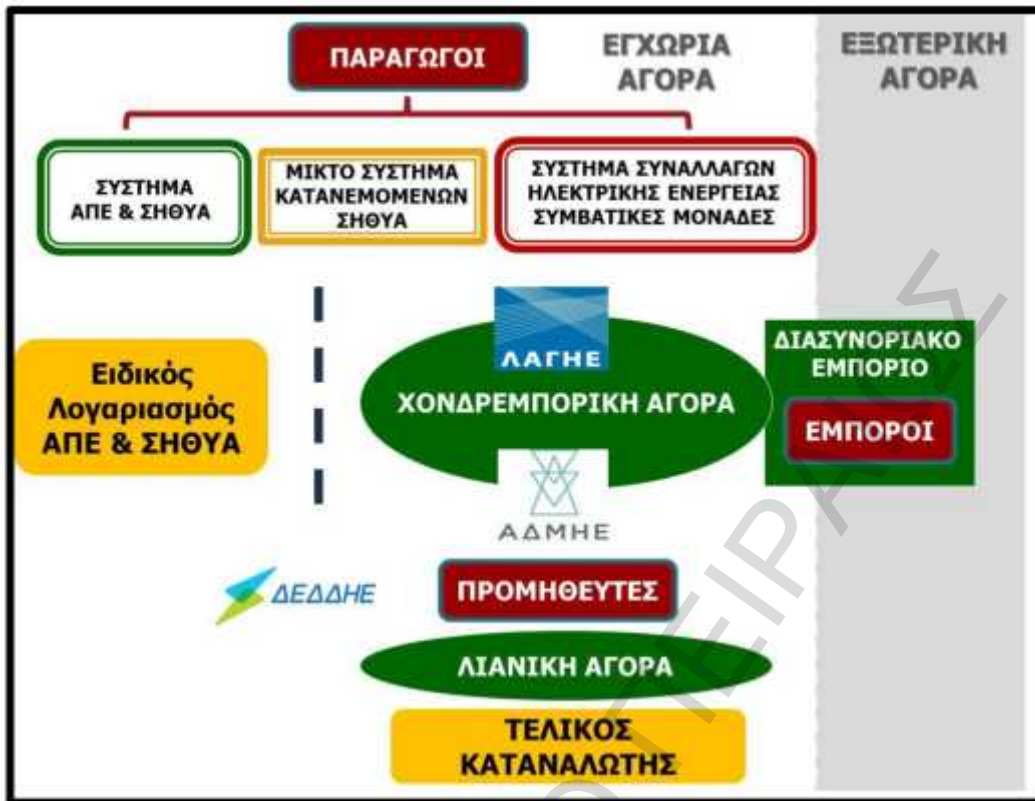 ΠΑΡΑΓΩΓΟΙ
ΕΓΧΩΡΙΑ
ΑΓΟΡΑ
ΕΞΩΤΕΡΙΚΗ
ΑΓΟΡΑ
ΣΥΣΤΗΜΑ
ΑΠΕ & ΣΗΘΥΑ
ΜΙΚΤΟ ΣΥΣΤΗΜΑ
ΚΑΤΑΝΕΜΟΜΕΝΩΝ
ΣΗΘΥΑ
ΣΥΣΤΗΜΑ ΣΥΝΑΛΛΑΓΩΝ
ΗΛΕΚΤΡΙΚΗΣ ΕΝΕΡΓΕΙΑΣ
ΣΥΜΒΑΤΙΚΕΣ ΜΟΝΑΔΕΣ
Ειδικός
Λογαριασμός
ΑΠΕ & ΣΗΘΥΑ
ΛΑΓΗΕ
ΧΟΝΔΡΕΜΠΟΡΙΚΗ ΑΓΟΡΑ
ΑΔΜΗΕ
ΔΙΑΣΥΝΟΡΙΑΚΟ
ΕΜΠΟΡΙΟ
ΕΜΠΟΡΟΙ
ΔΕΔΔΗΕ
ΠΡΟΜΗΘΕΥΤΕΣ
ΛΙΑΝΙΚΗ ΑΓΟΡΑ
ΤΕΛΙΚΟΣ
ΚΑΤΑΝΑΛΩΤΗΣ